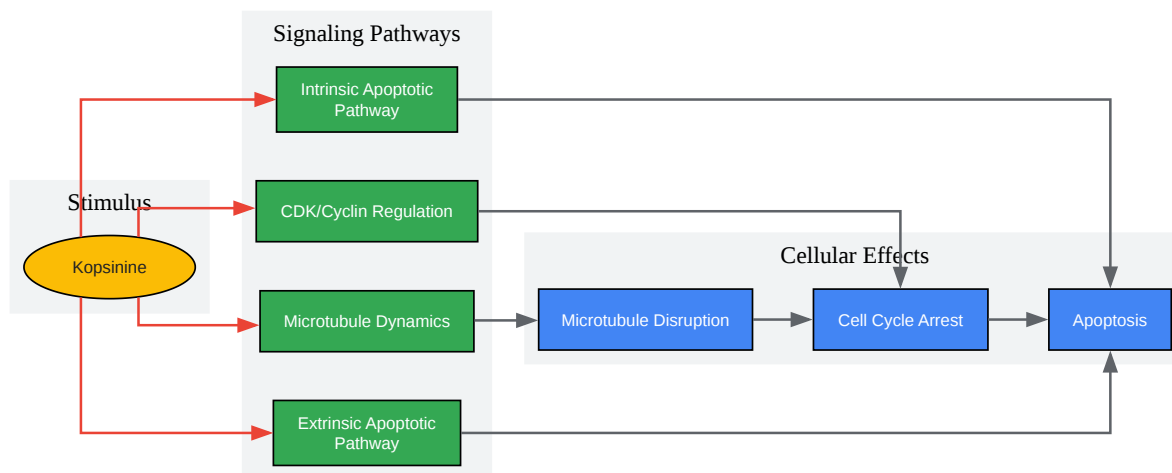 Signaling Pathways
Intrinsic Apoptotic
Pathway
Stimulus
CDK/Cyclin Regulation
Kopsinine
Cellular Effects
Microtubule Dynamics
Microtubule Disruption
Cell Cycle Arrest
Apoptosis
Extrinsic Apoptotic
Pathway